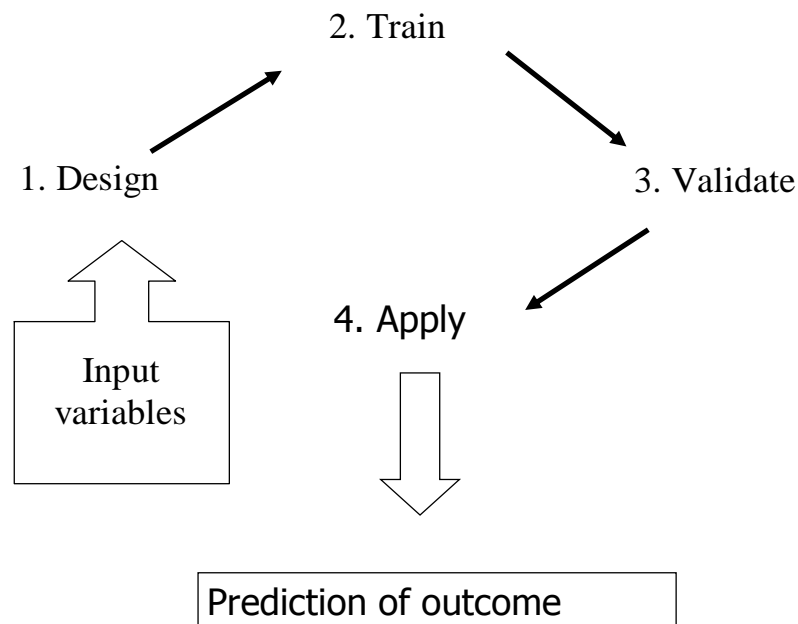 2. Train
1. Design
3. Validate
4. Apply
Input
variables
Prediction of outcome